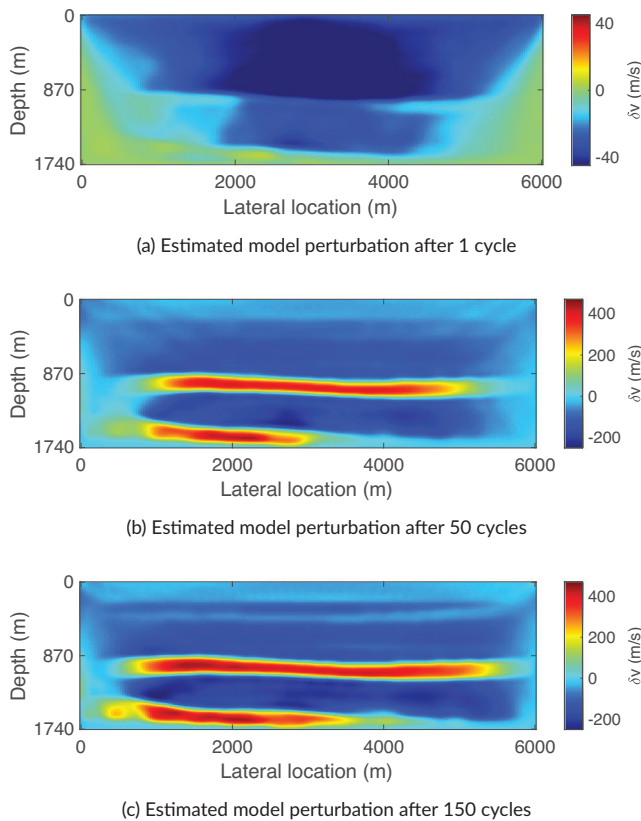 0
870
1740
Depth (m)
0 2000 4000 6000
Lateral location (m)
40
0
-40
δv (m/s)
(a) Estimated model perturbation after 1 cycle
0
870
1740
Depth (m)
0 2000 4000 6000
Lateral location (m)
400
200
0
-200
δv (m/s)
(b) Estimated model perturbation after 50 cycles
0
870
1740
Depth (m)
0 2000 4000 6000
Lateral location (m)
400
200
0
-200
δv (m/s)
(c) Estimated model perturbation after 150 cycles